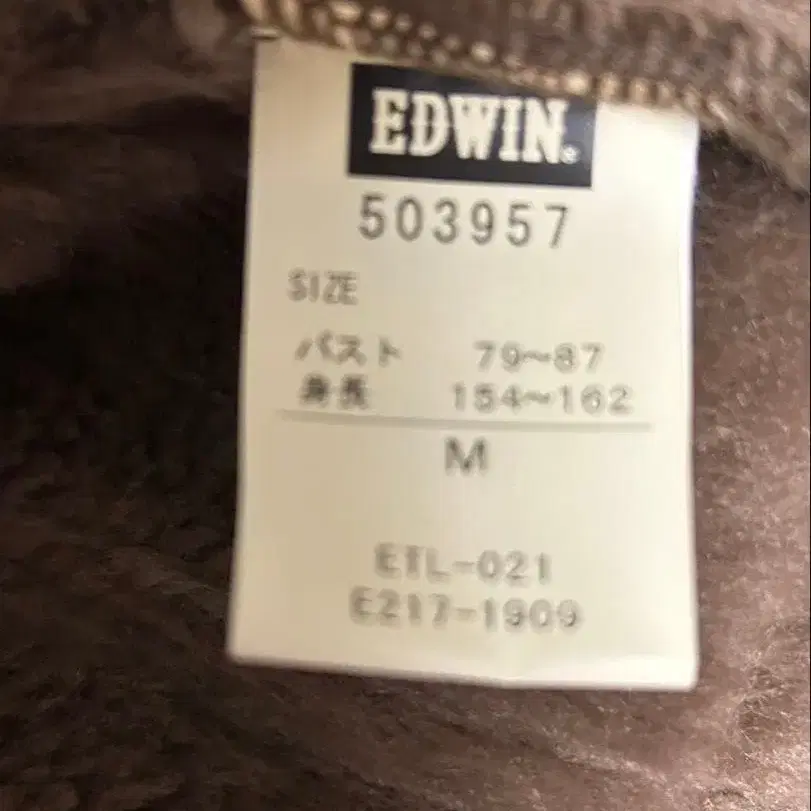 EDWIN.
503957
SIZE
バスト 79~87
身長 154~162
M
ETL-021
E217-1909